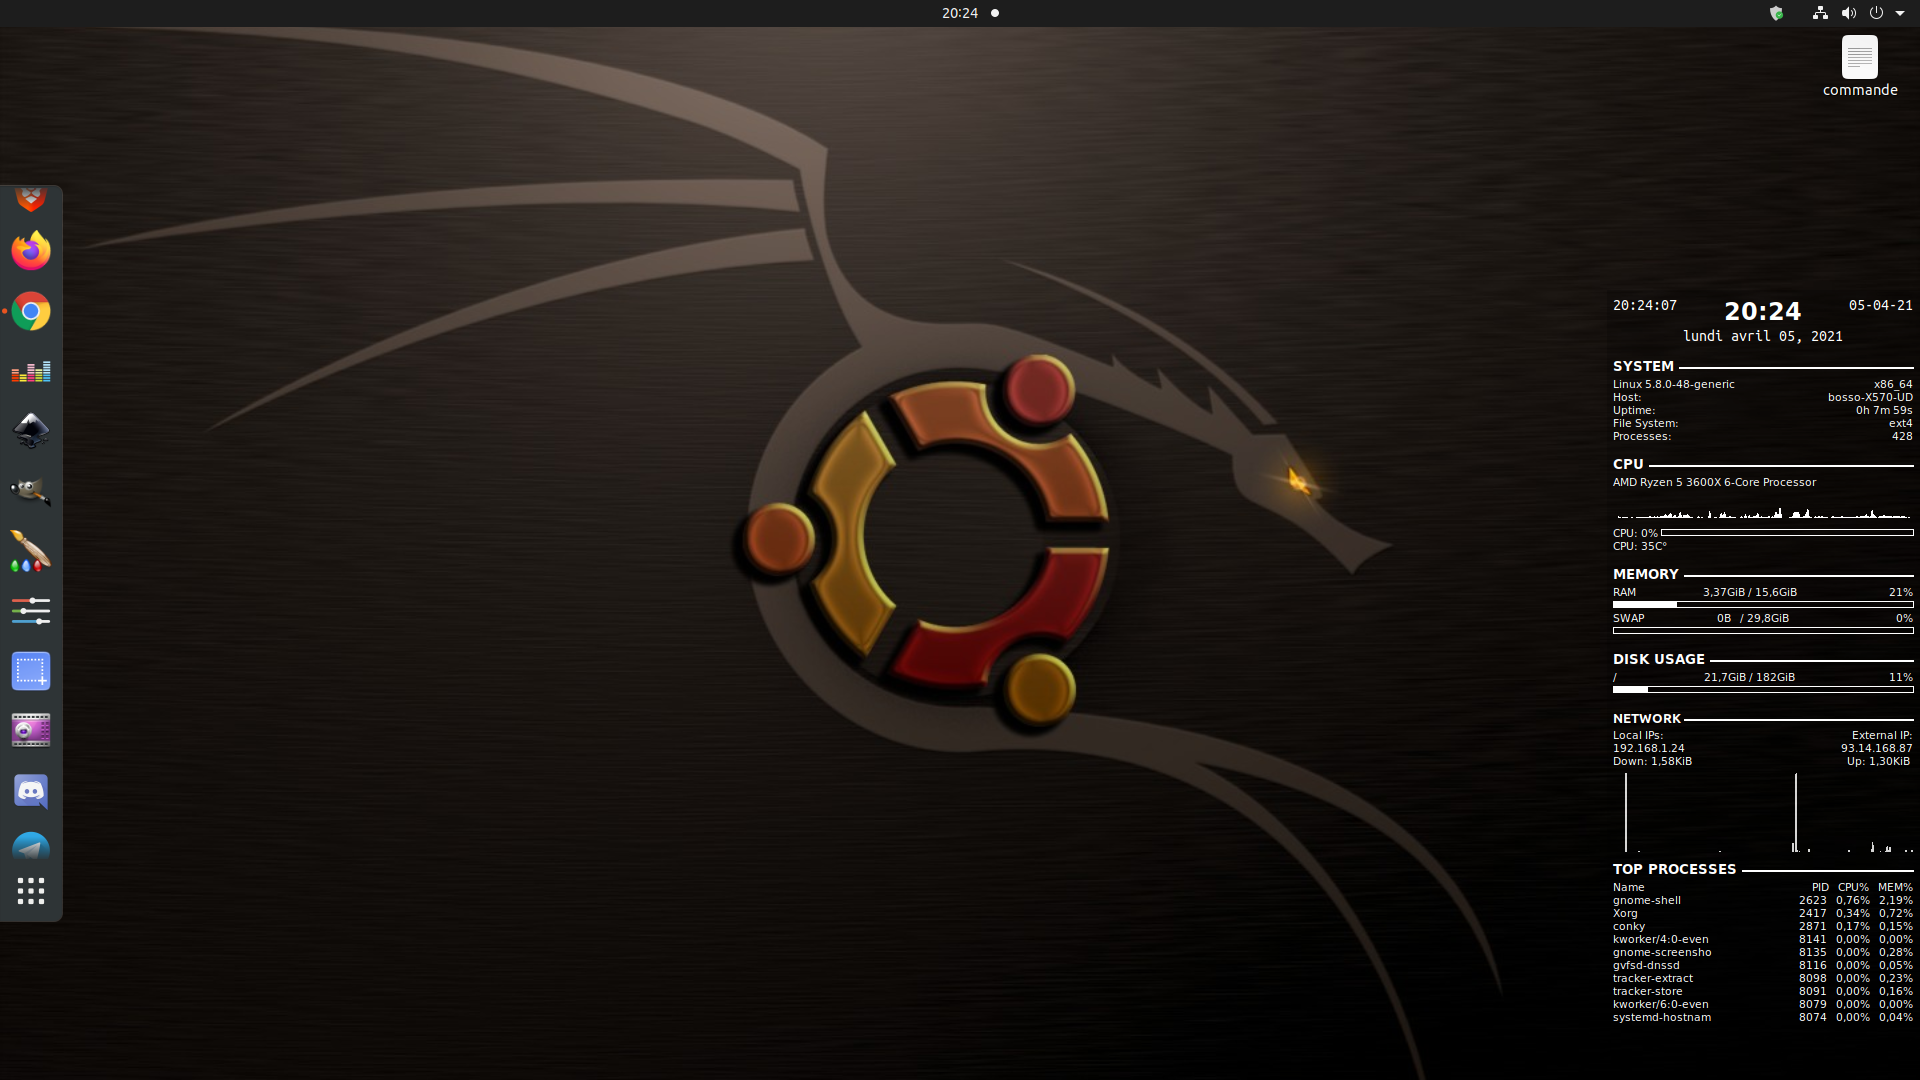 20:24
commande
20:24:07 20:24 05-04-21
lundi avril 05, 2021
SYSTEM
Linux 5.8.0-48-generic x86_64
Host: bosso-X570-UD
Uptime: 0h 7m 59s
File System: ext4
Processes: 428
CPU
AMD Ryzen 5 3600X 6-Core Processor
CPU: 0%
CPU: 35C°
MEMORY
RAM 3,37GiB / 15,6GiB 21%
SWAP 0B / 29,8GiB 0%
DISK USAGE
/ 21,7GiB / 182GiB 11%
NETWORK
Local IPs: External IP:
192.168.1.24 93.14.168.87
Down: 1,58KiB Up: 1,30KiB
TOP PROCESSES
Name PID CPU% MEM%
gnome-shell 2623 0,76% 2,19%
Xorg 2417 0,34% 0,72%
conky 2871 0,17% 0,15%
kworker/4:0-even 8141 0,00% 0,00%
gnome-screensho 8135 0,00% 0,28%
gvfsd-dnssd 8116 0,00% 0,05%
tracker-extract 8098 0,00% 0,23%
tracker-store 8091 0,00% 0,16%
kworker/6:0-even 8079 0,00% 0,00%
systemd-hostnam 8074 0,00% 0,04%